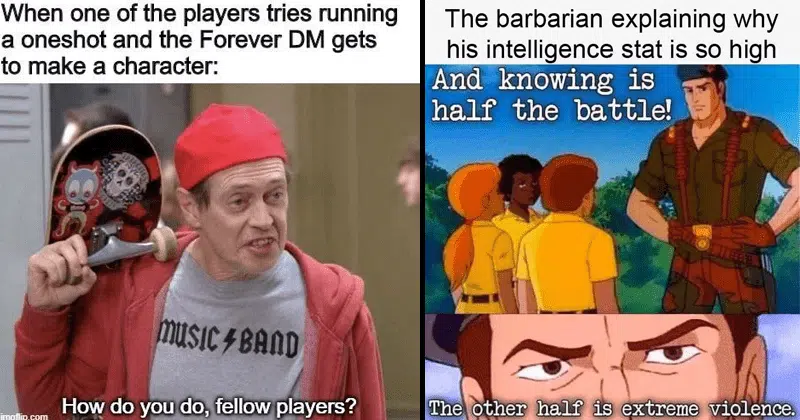 When one of the players tries running
a oneshot and the Forever DM gets
to make a character:
MUSIC BAND
How do you do, fellow players?
imgflip.com
The barbarian explaining why
his intelligence stat is so high
And knowing is
half the battle!
The other half is extreme violence